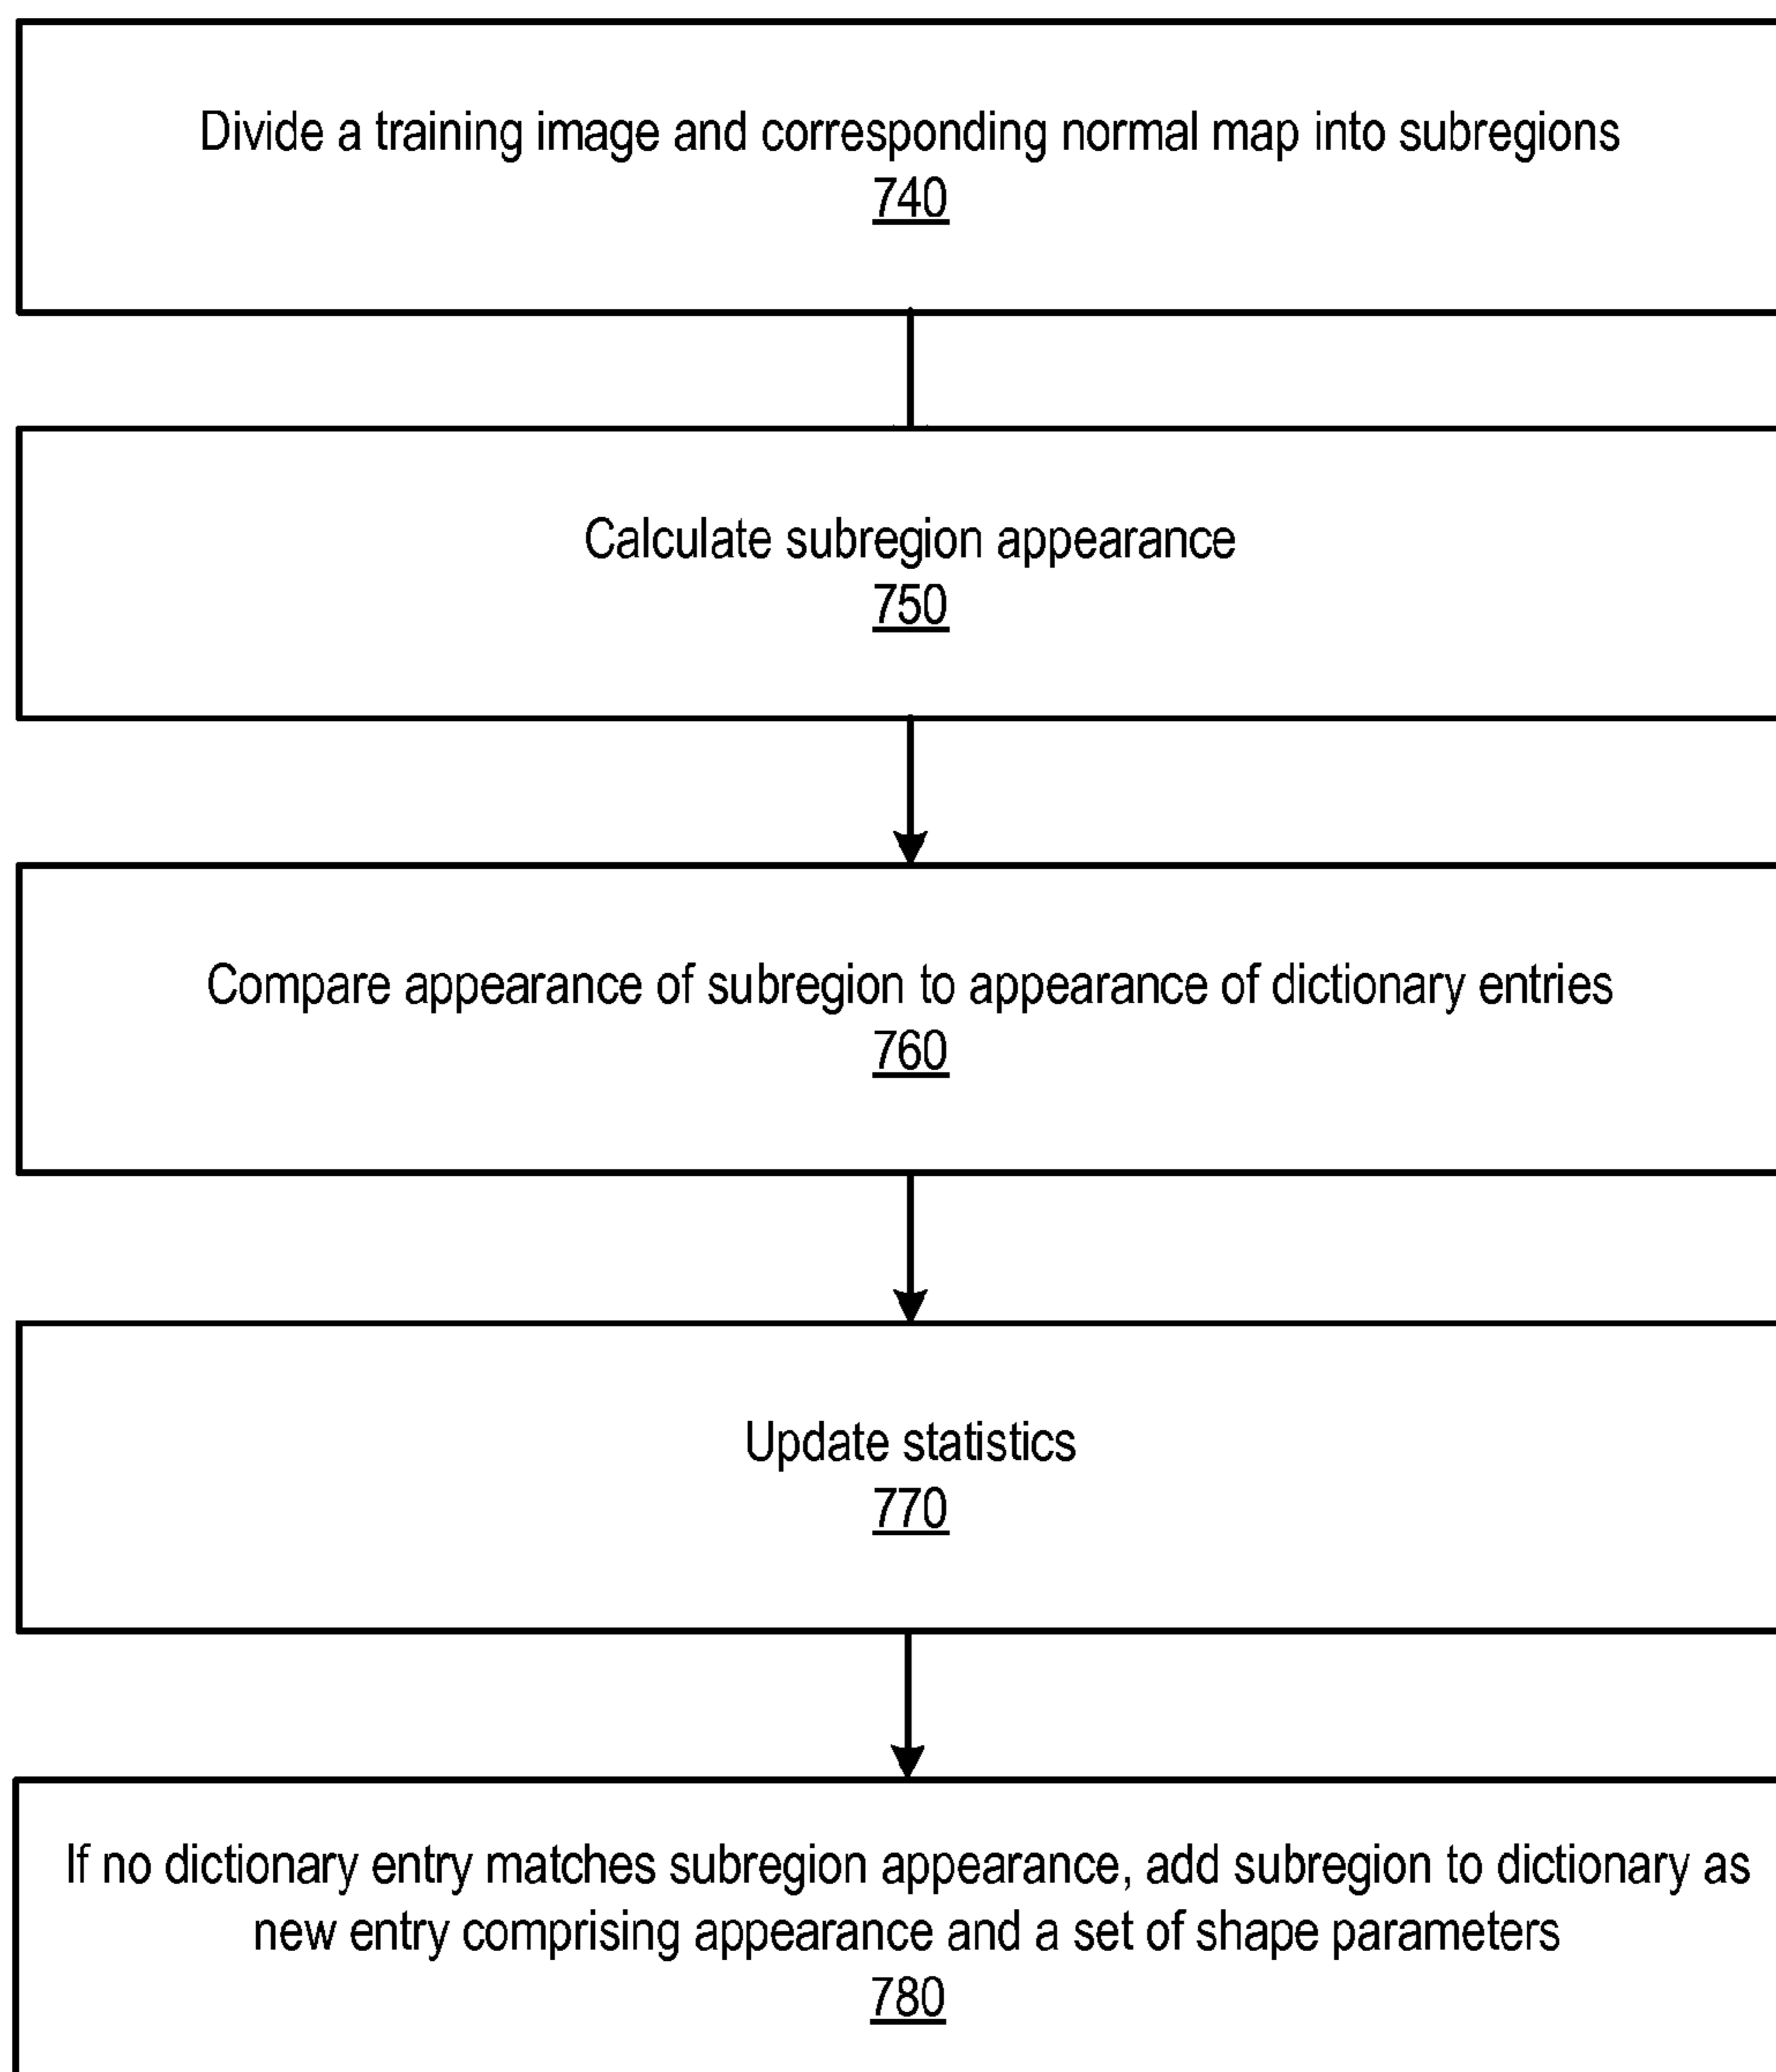 Divide a training image and corresponding normal map into subregions
740
Calculate subregion appearance
750
Compare appearance of subregion to appearance of dictionary entries
760
Update statistics
770
If no dictionary entry matches subregion appearance, add subregion to dictionary as
new entry comprising appearance and a set of shape parameters
780